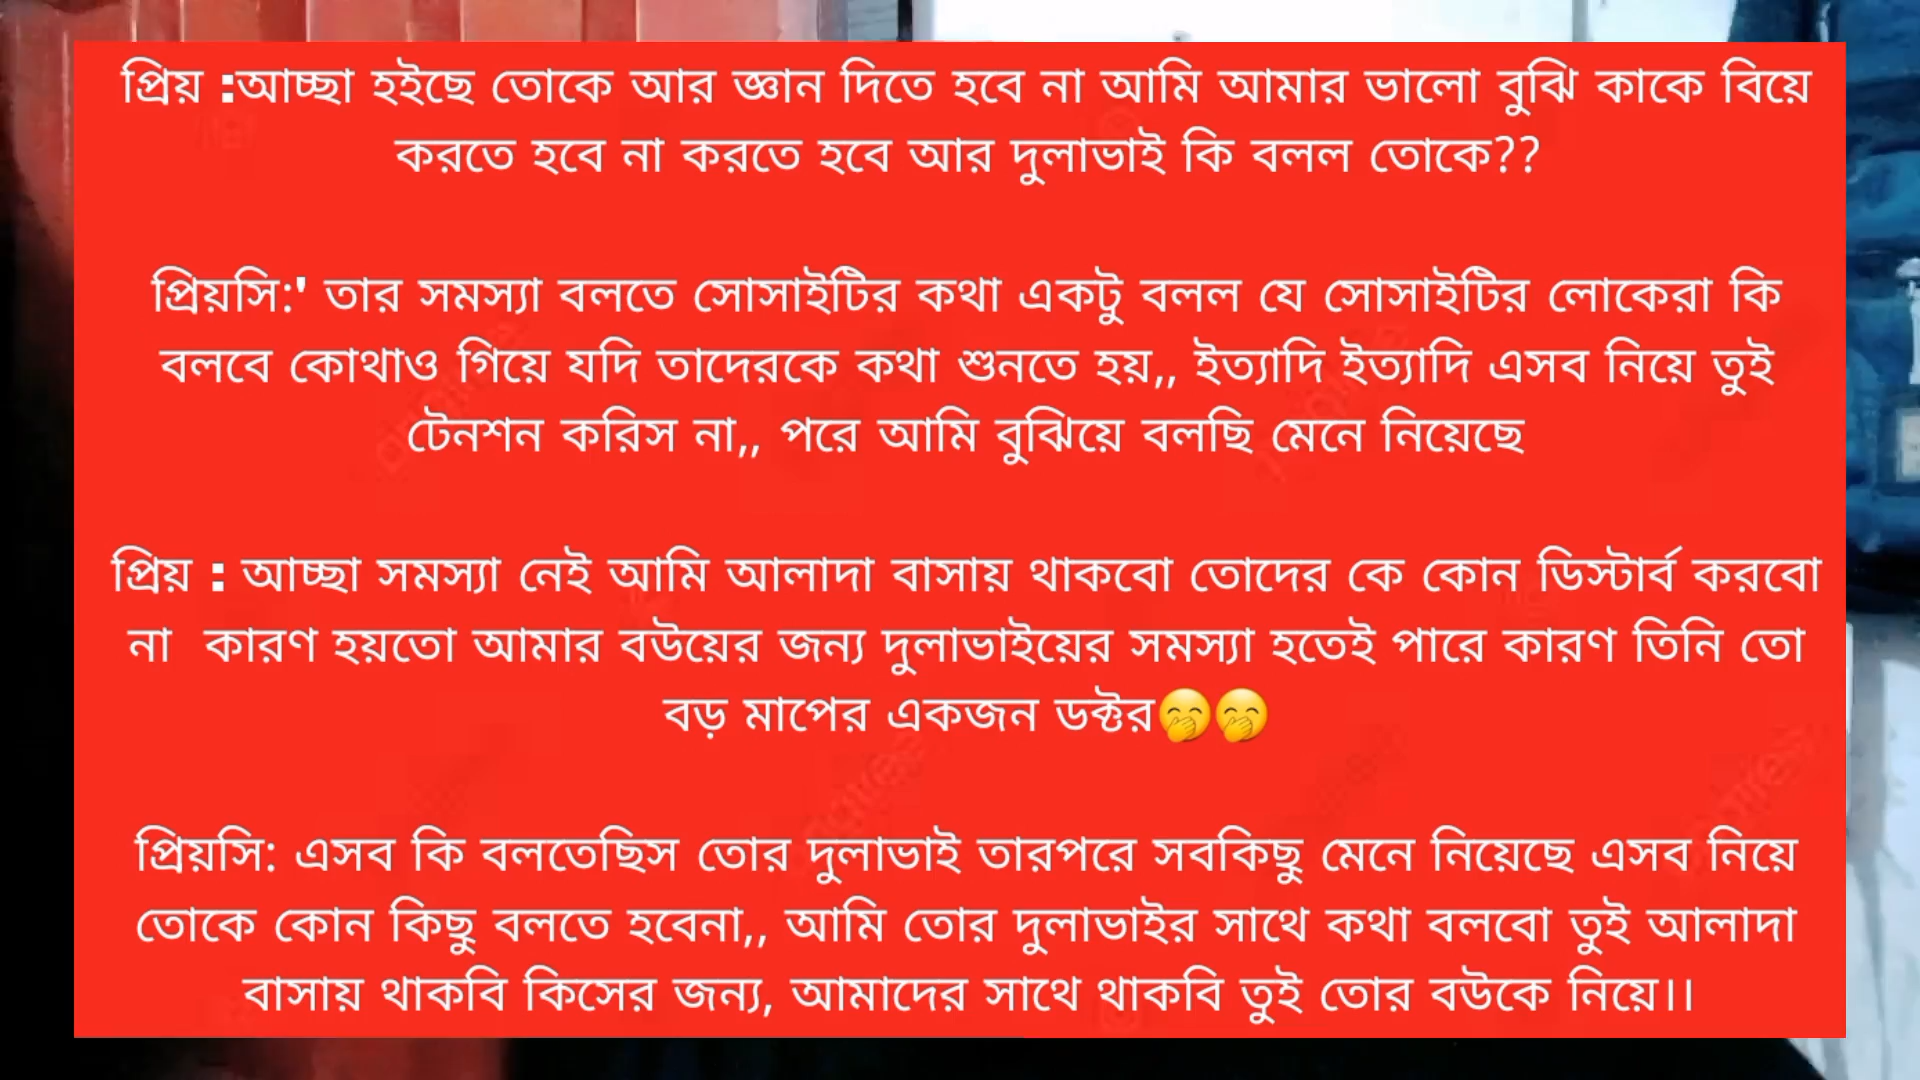 প্রিয় :আচ্ছা হইছে তোকে আর জ্ঞান দিতে হবে না আমি আমার ভালো বুঝি কাকে বিয়ে
করতে হবে না করতে হবে আর দুলাভাই কি বলল তোকে??
প্রিয়সি:' তার সমস্যা বলতে সোসাইটির কথা একটু বলল যে সোসাইটির লোকেরা কি
বলবে কোথাও গিয়ে যদি তাদেরকে কথা শুনতে হয়,, ইত্যাদি ইত্যাদি এসব নিয়ে তুই
টেনশন করিস না,, পরে আমি বুঝিয়ে বলছি মেনে নিয়েছে
প্রিয় : আচ্ছা সমস্যা নেই আমি আলাদা বাসায় থাকবো তোদের কে কোন ডিস্টার্ব করবো
না কারণ হয়তো আমার বউয়ের জন্য দুলাভাইয়ের সমস্যা হতেই পারে কারণ তিনি তো
বড় মাপের একজন ডক্টর🤭🤭
প্রিয়সি: এসব কি বলতেছিস তোর দুলাভাই তারপরে সবকিছু মেনে নিয়েছে এসব নিয়ে
তোকে কোন কিছু বলতে হবেনা,, আমি তোর দুলাভাইর সাথে কথা বলবো তুই আলাদা
বাসায় থাকবি কিসের জন্য, আমাদের সাথে থাকবি তুই তোর বউকে নিয়ে।।